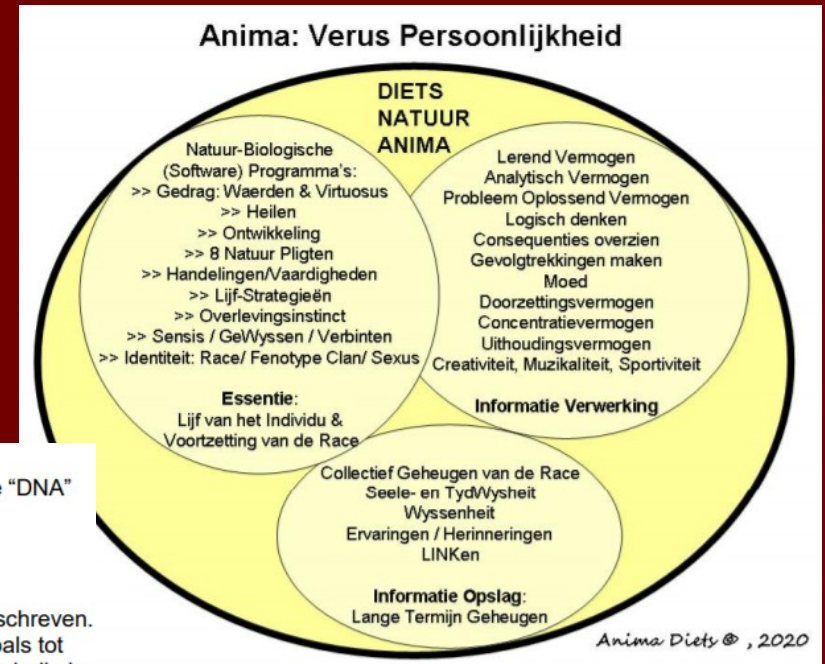 Anima: Verus Persoonlijkheid
DIETS
NATUUR
ANIMA
Natuur-Biologische
(Software) Programma's:
>> Gedrag: Waerden & Virtuosus
>> Heilen
>> Ontwikkeling
>> 8 Natuur Pligten
>> Handelingen/Vaardigheden
>> Lijf-Strategieën
>> Overlevingsinstinct
>> Sensis / GeWyssen / Verbinten
>> Identiteit: Race/ Fenotype Clan/ Sexus
Essentie:
Lijf van het Individu &
Voortzetting van de Race
Lerend Vermogen
Analytisch Vermogen
Probleem Oplossend Vermogen
Logisch denken
Consequenties overzien
Gevolgtrekkingen maken
Moed
Doorzettingsvermogen
Concentratievermogen
Uithoudingsvermogen
Creativiteit, Muzikaliteit, Sportiviteit
Informatie Verwerking
Collectief Geheugen van de Race
Seele- en TydWysheit
Wyssenheit
Ervaringen / Herinneringen
LINKen
Informatie Opslag:
Lange Termijn Geheugen
Anima Diets ®, 2020
"DNA"
schreven.
tot